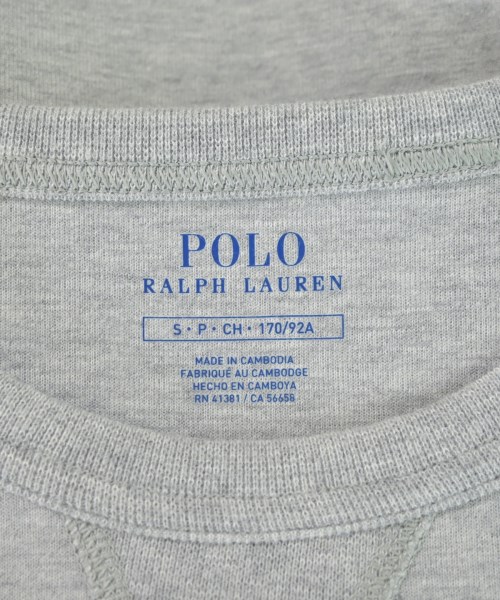 POLO
RALPH LAUREN
S • P • CH • 170/92A
MADE IN CAMBODIA
FABRIQUÉ AU CAMBODGE
HECHO EN CAMBOYA
RN 41381 / CA 56658